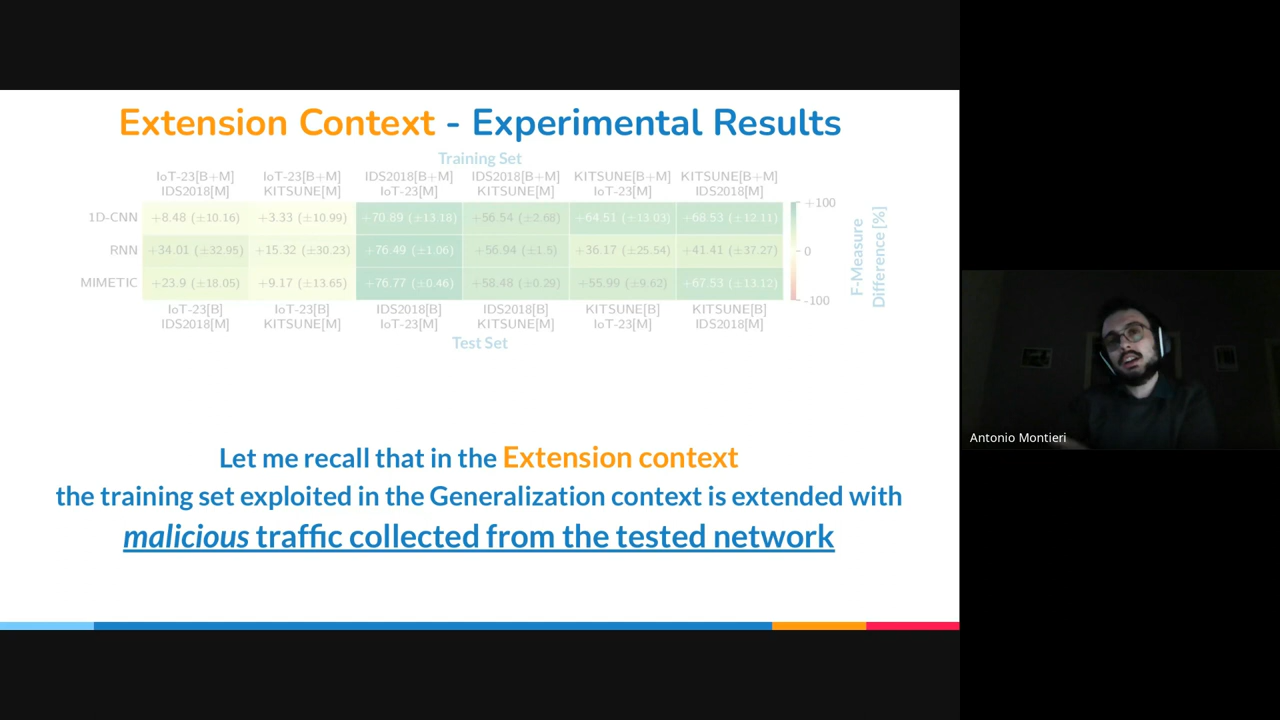 Extension Context - Experimental Results
Training Set
IoT-23[B+M] IoT-23[B+M] IDS2018[B+M] IDS2018[B+M] KITSUNE[B+M] KITSUNE[B+M]
IDS2018[M] KITSUNE[M] IoT-23[M] KITSUNE[M] IoT-23[M] IDS2018[M]
1D-CNN +8.48 (±10.16) +3.33 (±10.99) +70.89 (±13.18) +56.54 (±2.68) +64.51 (±13.03) +68.53 (±12.11)
RNN +34.01 (±32.95) +15.32 (±30.23) +76.49 (±1.06) +56.94 (±1.5) +36.17 (±25.54) +41.41 (±37.27)
MIMETIC +23.9 (±18.05) +9.17 (±13.65) +76.77 (±0.46) +58.48 (±0.29) +55.99 (±9.62) +67.53 (±13.12)
IoT-23[B] IoT-23[B] IDS2018[B] IDS2018[B] KITSUNE[B] KITSUNE[B]
IDS2018[M] KITSUNE[M] IoT-23[M] KITSUNE[M] IoT-23[M] IDS2018[M]
Test Set
+100
0
-100
F-Measure
Difference [%]
Let me recall that in the Extension context
the training set exploited in the Generalization context is extended with
malicious traffic collected from the tested network
Antonio Montieri